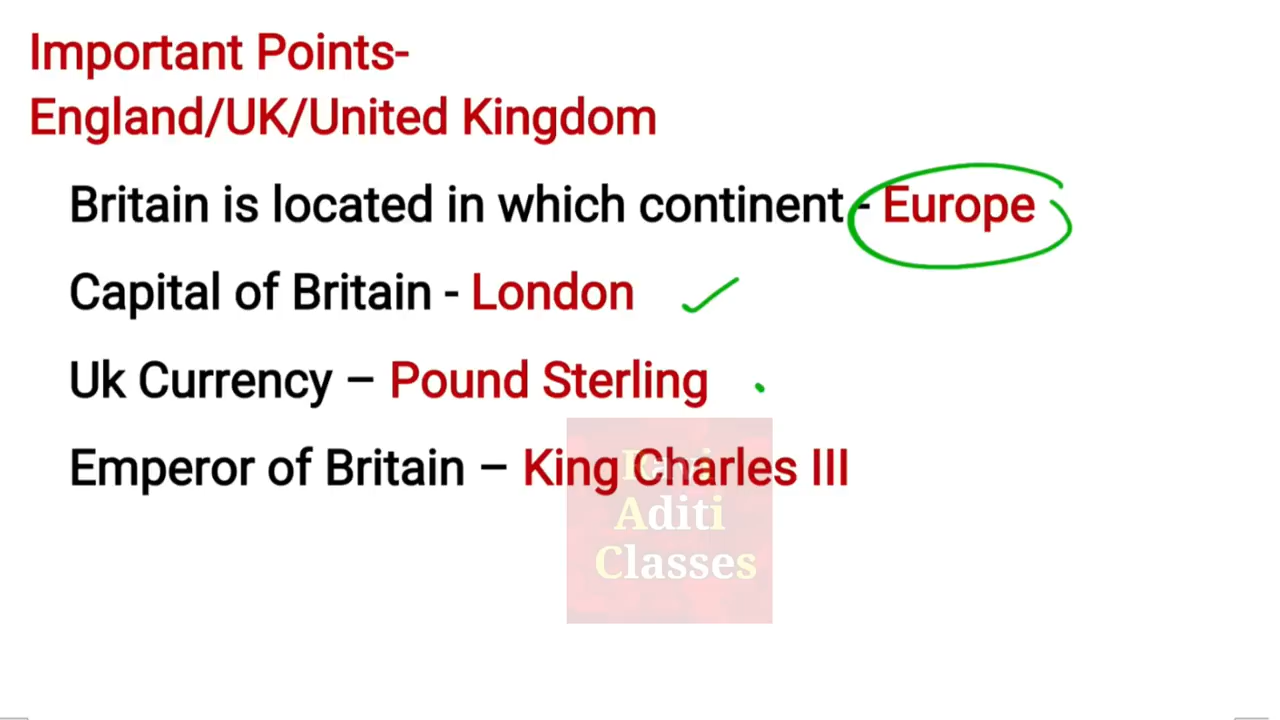 Important Points-
England/UK/United Kingdom
Britain is located in which continent - Europe
Capital of Britain - London
Uk Currency – Pound Sterling
Emperor of Britain – King Charles III
Ravi
Aditi
Classes